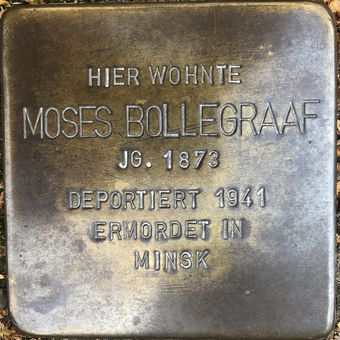 HIER WOHNTE
MOSES BOLLEGRAAF
JG. 1873
DEPORTIERT 1941
ERMORDET IN
MINSK